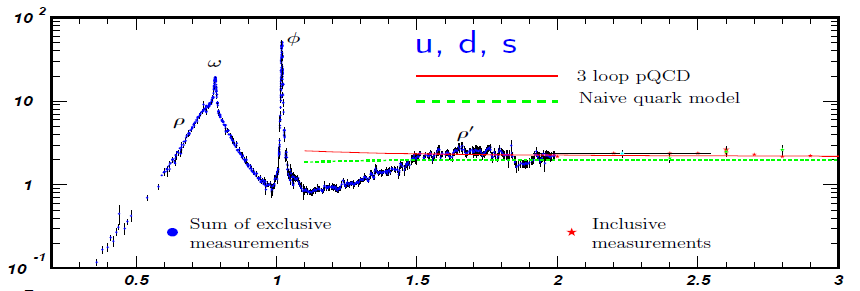 10 ²
ϕ
u, d, s
ω
3 loop pQCD
10
Naive quark model
ρ
ρ′
1
Sum of exclusive
measurements
Inclusive
measurements
10 ⁻¹
0.5 1 1.5 2 2.5 3